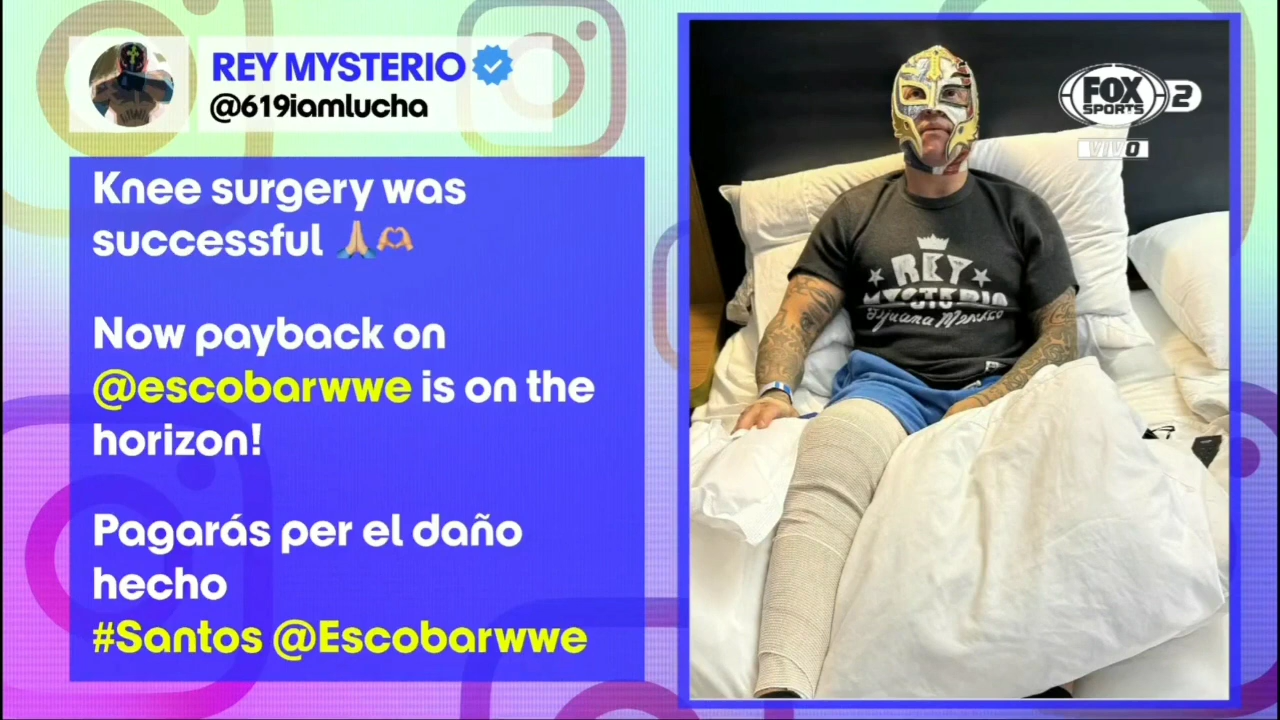 REY MYSTERIO
@619iamlucha
Knee surgery was
successful 🙏🏼🫶🏼
Now payback on
@escobarwwe is on the
horizon!
Pagarás per el daño
hecho
#Santos @Escobarwwe
FOX
SPORTS 2
VIVO
REY
MYSTERIO
Tijuana Mexico